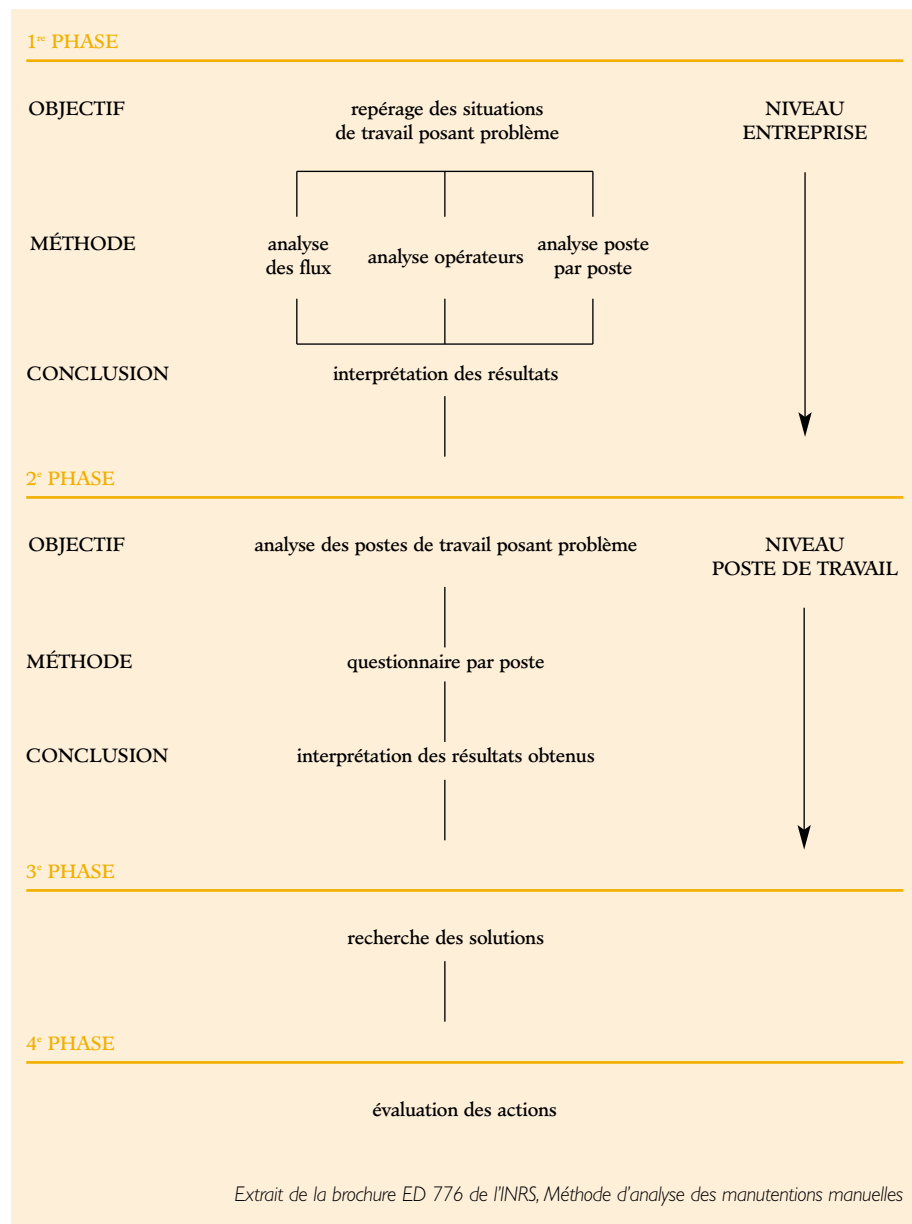 1re PHASE
OBJECTIF
repérage des situations
de travail posant problème
NIVEAU
ENTREPRISE
MÉTHODE
analyse
des flux
analyse opérateurs
analyse poste
par poste
CONCLUSION
interprétation des résultats
2e PHASE
OBJECTIF
analyse des postes de travail posant problème
NIVEAU
POSTE DE TRAVAIL
MÉTHODE
questionnaire par poste
CONCLUSION
interprétation des résultats obtenus
3e PHASE
recherche des solutions
4e PHASE
évaluation des actions
Extrait de la brochure ED 776 de l'INRS, Méthode d'analyse des manutentions manuelles